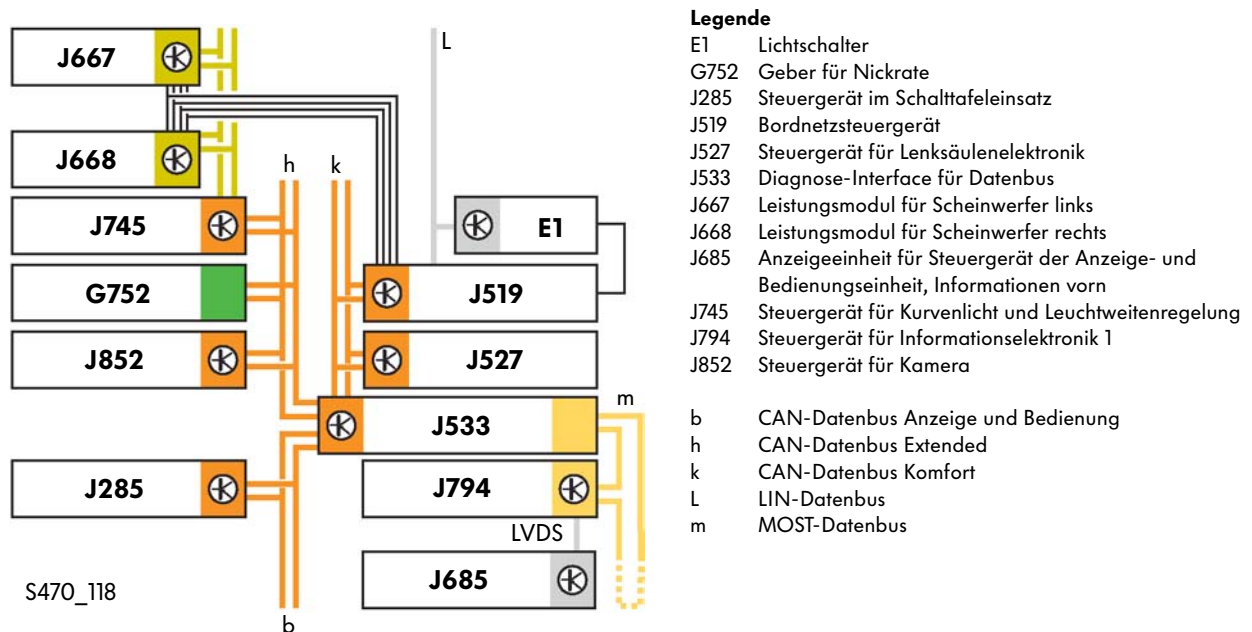 J667
L
J668
h
k
J745
E1
G752
J519
J852
J527
m
J533
J285
J794
LVDS
J685
S470_118
b
Legende
E1 Lichtschalter
G752 Geber für Nickrate
J285 Steuergerät im Schalttafeleinsatz
J519 Bordnetzsteuergerät
J527 Steuergerät für Lenksäulenelektronik
J533 Diagnose-Interface für Datenbus
J667 Leistungsmodul für Scheinwerfer links
J668 Leistungsmodul für Scheinwerfer rechts
J685 Anzeigeeinheit für Steuergerät der Anzeige- und
Bedienungseinheit, Informationen vorn
J745 Steuergerät für Kurvenlicht und Leuchtweitenregelung
J794 Steuergerät für Informationselektronik 1
J852 Steuergerät für Kamera
b CAN-Datenbus Anzeige und Bedienung
h CAN-Datenbus Extended
k CAN-Datenbus Komfort
L LIN-Datenbus
m MOST-Datenbus